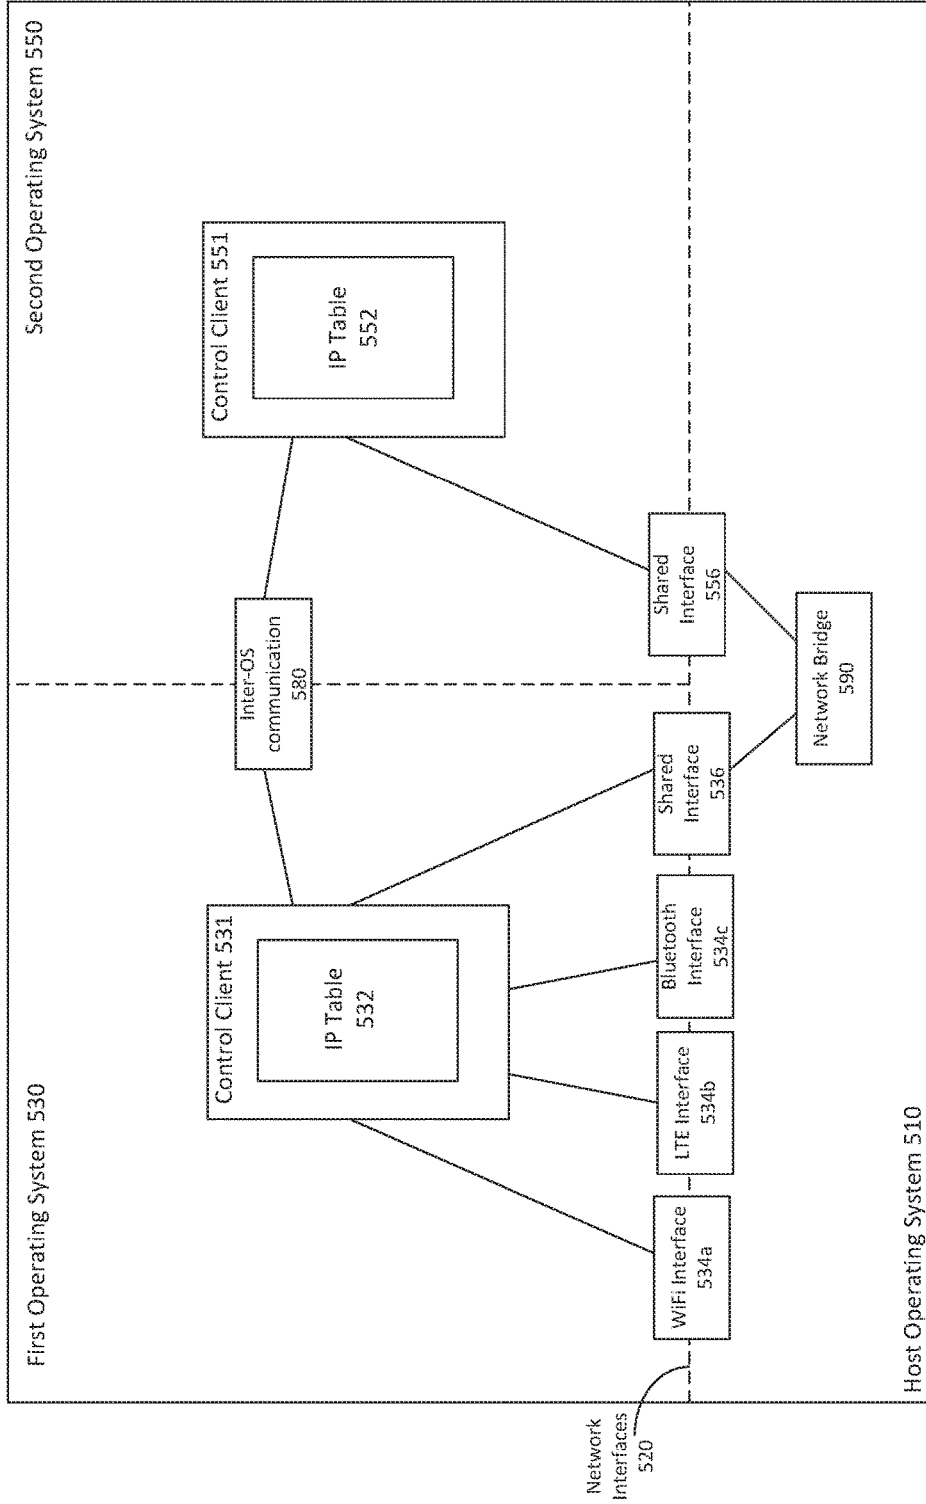 First Operating System 530
Second Operating System 550
Control Client 531
IP Table
532
Inter-OS
communication
580
Control Client 551
IP Table
552
Network
Interfaces
520
WiFi Interface
534a
LTE Interface
534b
Bluetooth
Interface
534c
Shared
Interface
536
Shared
Interface
556
Network Bridge
590
Host Operating System 510